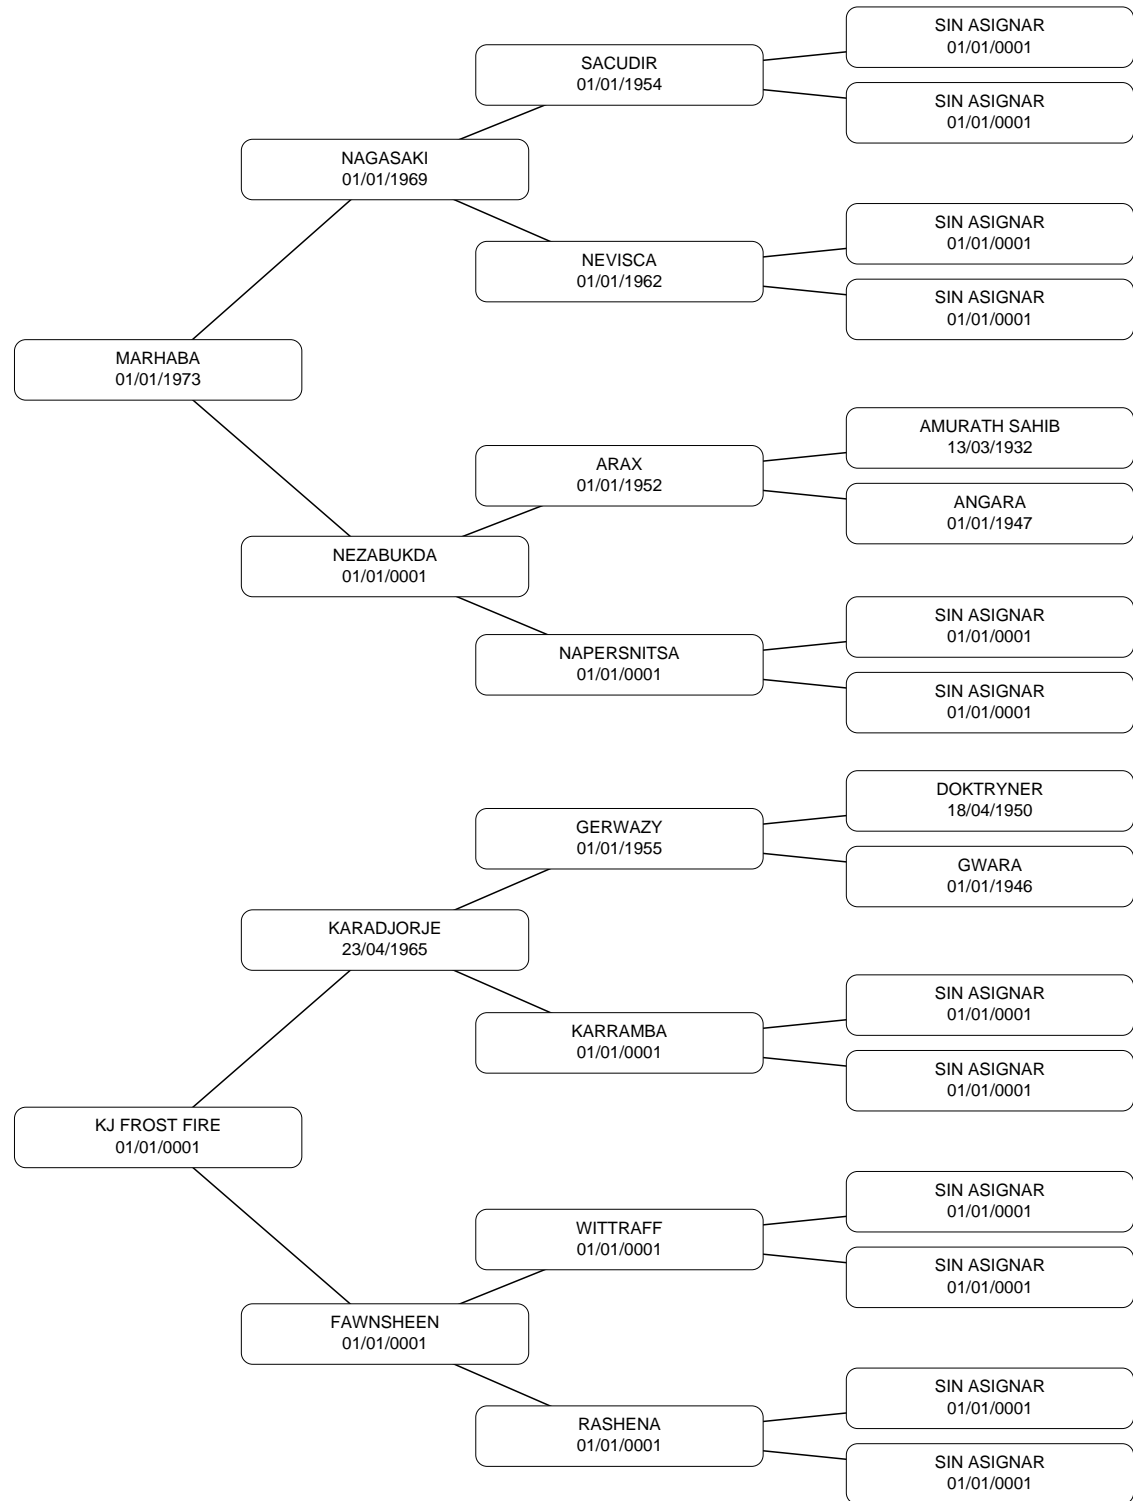 SIN ASIGNAR
01/01/0001
SACUDIR
01/01/1954
SIN ASIGNAR
01/01/0001
NAGASAKI
01/01/1969
SIN ASIGNAR
01/01/0001
NEVISCA
01/01/1962
SIN ASIGNAR
01/01/0001
MARHABA
01/01/1973
AMURATH SAHIB
13/03/1932
ARAX
01/01/1952
ANGARA
01/01/1947
NEZABUKDA
01/01/0001
SIN ASIGNAR
01/01/0001
NAPERSNITSA
01/01/0001
SIN ASIGNAR
01/01/0001
DOKTRYNER
18/04/1950
GERWAZY
01/01/1955
GWARA
01/01/1946
KARADJORJE
23/04/1965
SIN ASIGNAR
01/01/0001
KARRAMBA
01/01/0001
SIN ASIGNAR
01/01/0001
KJ FROST FIRE
01/01/0001
SIN ASIGNAR
01/01/0001
WITTRAFF
01/01/0001
SIN ASIGNAR
01/01/0001
FAWNSHEEN
01/01/0001
SIN ASIGNAR
01/01/0001
RASHENA
01/01/0001
SIN ASIGNAR
01/01/0001